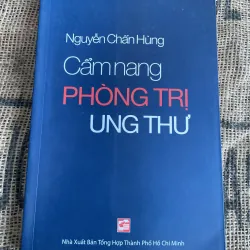 Nguyễn Chấn Hùng
Cẩm nang
PHÒNG TRỊ
UNG THƯ
Nhà Xuất Bản Tổng Hợp Thành Phố Hồ Chí Minh